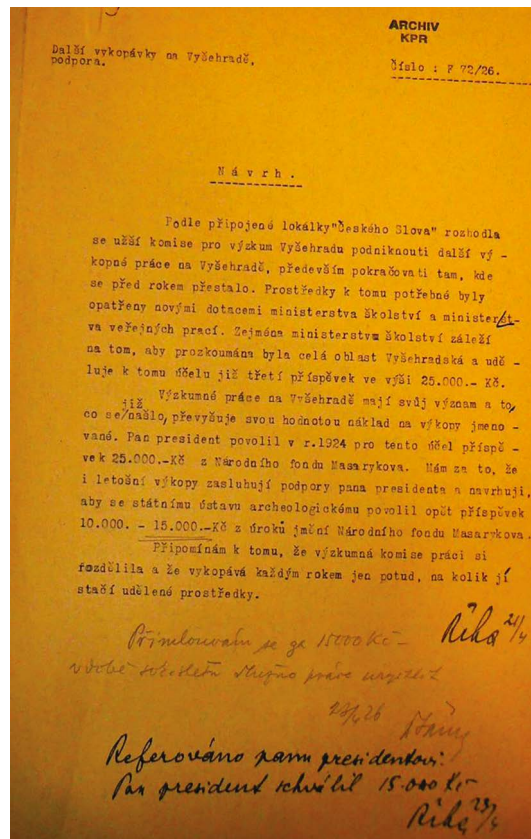 ARCHIV
KPR
Další vykopávky na Vyšehradě,
podpora.
Číslo : F 72/26.
Návrh.
Podle připojené lokálky "Českého Slova" rozhodla
se užší komise pro výzkum Vyšehradu podniknouti další vý -
kopné práce na Vyšehradě, především pokračovati tam, kde
se před rokem přestalo. Prostředky k tomu potřebné byly
opatřeny novými dotacemi ministerstva školství a ministerst-
va veřejných prací. Zejména ministerstvu školství záleží
na tom, aby prozkoumána byla celá oblast Vyšehradská a udě -
luje k tomu účelu již třetí příspěvek ve výši 25.000.- Kč.
Výzkumné práce na Vyšehradě mají svůj význam a to,
co se již našlo, převyšuje svou hodnotou náklad na výkopy jmeno -
vané. Pan president povolil v r.1924 pro tento účel příspě -
vek 25.000.-Kč z Národního fondu Masarykova. Mám za to, že
i letošní výkopy zasluhují podpory pana presidenta a navrhuji,
aby se státnímu ústavu archeologickému povolil opět příspěvek
10.000. - 15.000.-Kč z úroků jmění Národního fondu Masarykova.
Připomínám k tomu, že výzkumná komise práci si
rozdělila a že vykopává každým rokem jen potud, na kolik jí
stačí udělené prostředky.
Říha 21/4
Přimlouvám se za 15000 Kč -
v době
práce
Referováno panu presidentovi.
Pan president schválil 15.000 Kč -
Říha 29/4